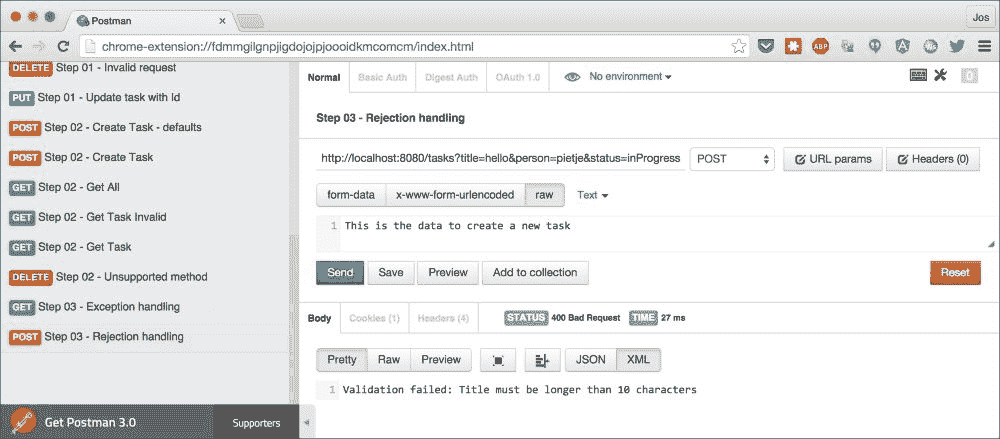 Postman
Jos
chrome-extension://fdmmgilgnpjigdojojpjoooidkmcomcm/index.html
DELETE Step 01 - Invalid request
PUT Step 01 - Update task with Id
POST Step 02 - Create Task - defaults
POST Step 02 - Create Task
GET Step 02 - Get All
GET Step 02 - Get Task Invalid
GET Step 02 - Get Task
DELETE Step 02 - Unsupported method
GET Step 03 - Exception handling
POST Step 03 - Rejection handling
Get Postman 3.0 Supporters
Normal Basic Auth Digest Auth OAuth 1.0 No environment
0
Step 03 - Rejection handling
http://localhost:8080/tasks?title=hello&person=pietje&status=inProgress POST URL params Headers (0)
form-data x-www-form-urlencoded raw Text
1 This is the data to create a new task
Send Save Preview Add to collection Reset
Body Cookies (1) Headers (4) STATUS 400 Bad Request TIME 27 ms
Pretty Raw Preview JSON XML
1 Validation failed: Title must be longer than 10 characters